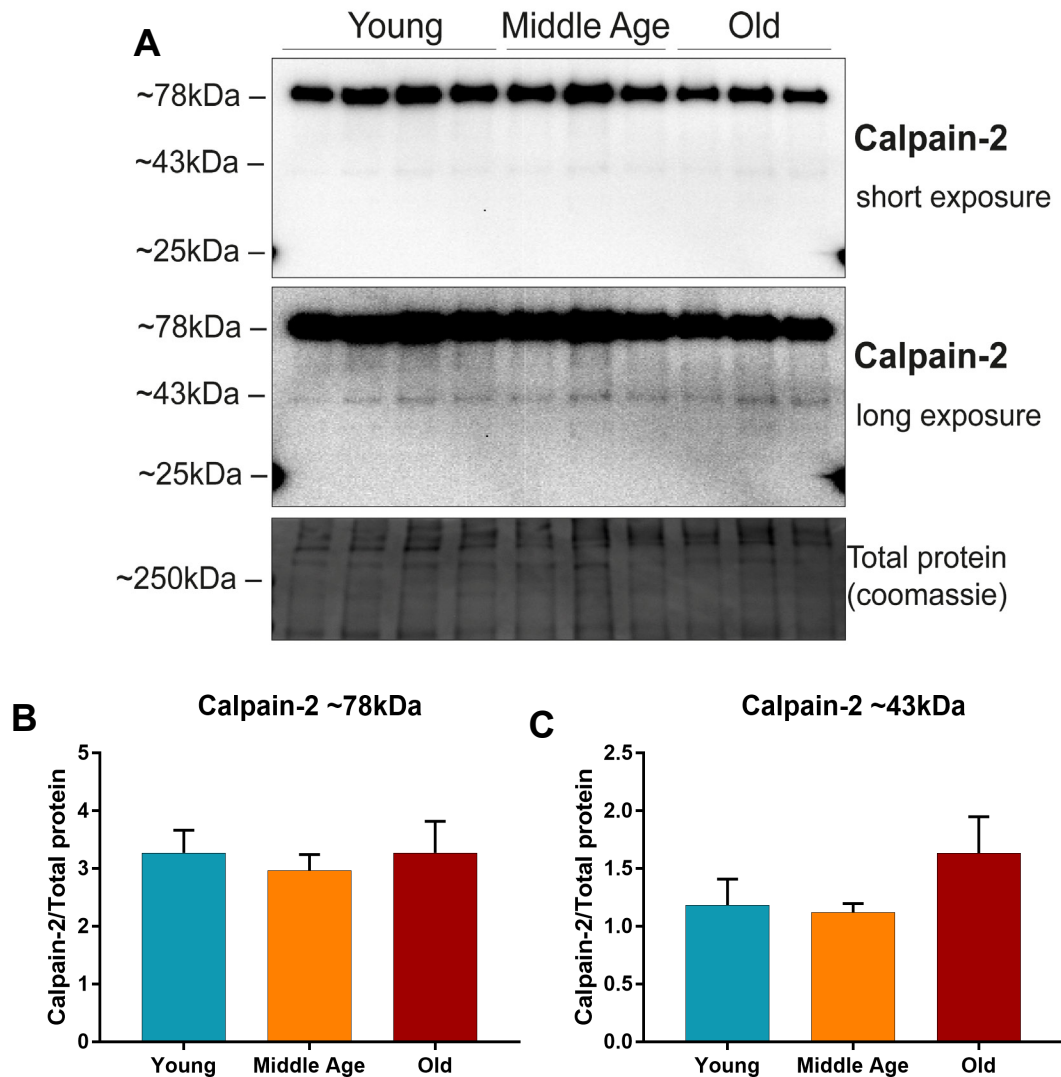 A
Young Middle Age Old
~78kDa –
~43kDa –
~25kDa –
Calpain-2
short exposure
~78kDa –
~43kDa –
~25kDa –
Calpain-2
long exposure
~250kDa –
Total protein
(coomassie)
B
Calpain-2 ~78kDa
Calpain-2/Total protein
5
4
3
2
1
0
Young Middle Age Old
C
Calpain-2 ~43kDa
Calpain-2/Total protein
2.5
2.0
1.5
1.0
0.5
0.0
Young Middle Age Old